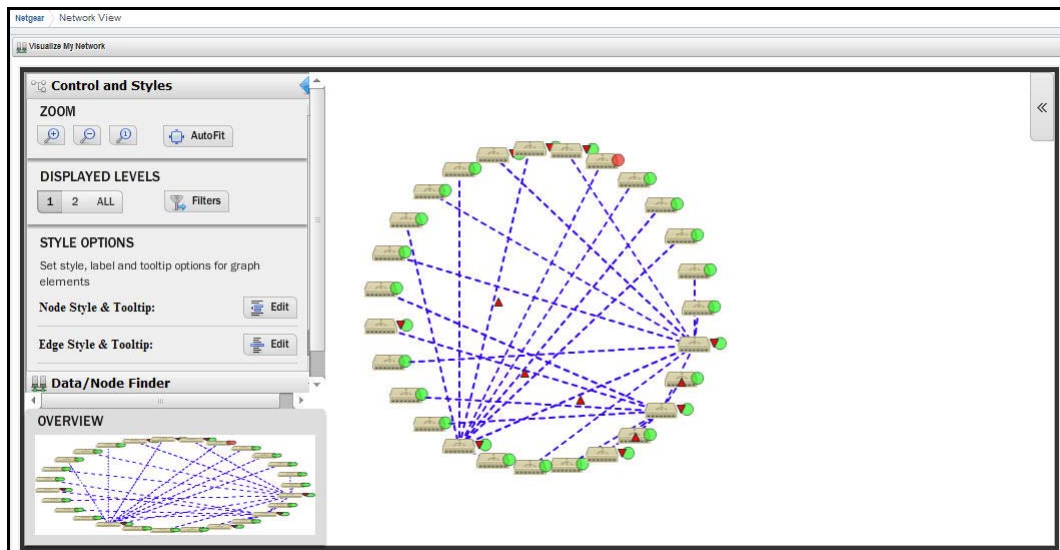 Netgear Network View
Visualize My Network
Control and Styles
ZOOM
AutoFit
DISPLAYED LEVELS
1 2 ALL Filters
STYLE OPTIONS
Set style, label and tooltip options for graph
elements
Node Style & Tooltip: Edit
Edge Style & Tooltip: Edit
Data/Node Finder
OVERVIEW